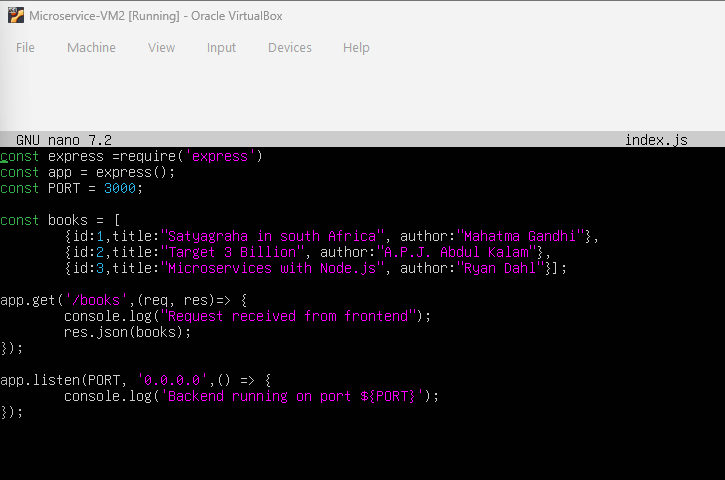 Microservice-VM2 [Running] - Oracle VirtualBox
File Machine View Input Devices Help
GNU nano 7.2 index.js
const express =require('express')
const app = express();
const PORT = 3000;
const books = [
{id:1,title:"Satyagraha in south Africa", author:"Mahatma Gandhi"},
{id:2,title:"Target 3 Billion", author:"A.P.J. Abdul Kalam"},
{id:3,title:"Microservices with Node.js", author:"Ryan Dahl"}];
app.get('/books',(req, res)=> {
console.log("Request received from frontend");
res.json(books);
});
app.listen(PORT, '0.0.0.0',() => {
console.log('Backend running on port ${PORT}');
});